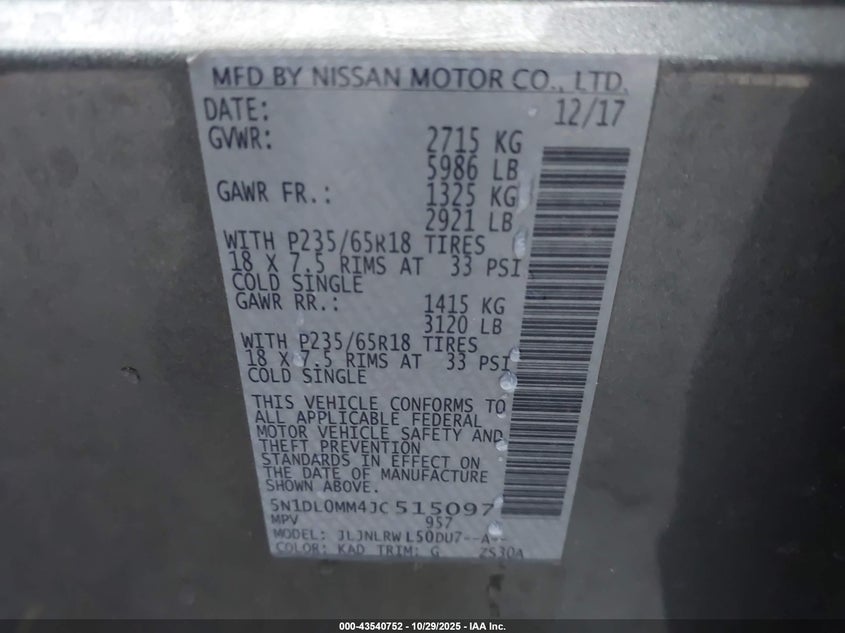 MFD BY NISSAN MOTOR CO., LTD.
DATE: 12/17
GVWR: 2715 KG
5986 LB
GAWR FR.: 1325 KG
2921 LB
WITH P235/65R18 TIRES
18 X 7.5 RIMS AT 33 PSI
COLD SINGLE
GAWR RR.: 1415 KG
3120 LB
WITH P235/65R18 TIRES
18 X 7.5 RIMS AT 33 PSI
COLD SINGLE
THIS VEHICLE CONFORMS TO
ALL APPLICABLE FEDERAL
MOTOR VEHICLE SAFETY AND
THEFT PREVENTION
STANDARDS IN EFFECT ON
THE DATE OF MANUFACTURE
SHOWN ABOVE.
5N1DL0MM4JC515097
MPV 957
MODEL: JLJNLRWL50DU7--A--
COLOR: KAD TRIM: G ZS30A
000-43540752 - 10/29/2025 - IAA Inc.